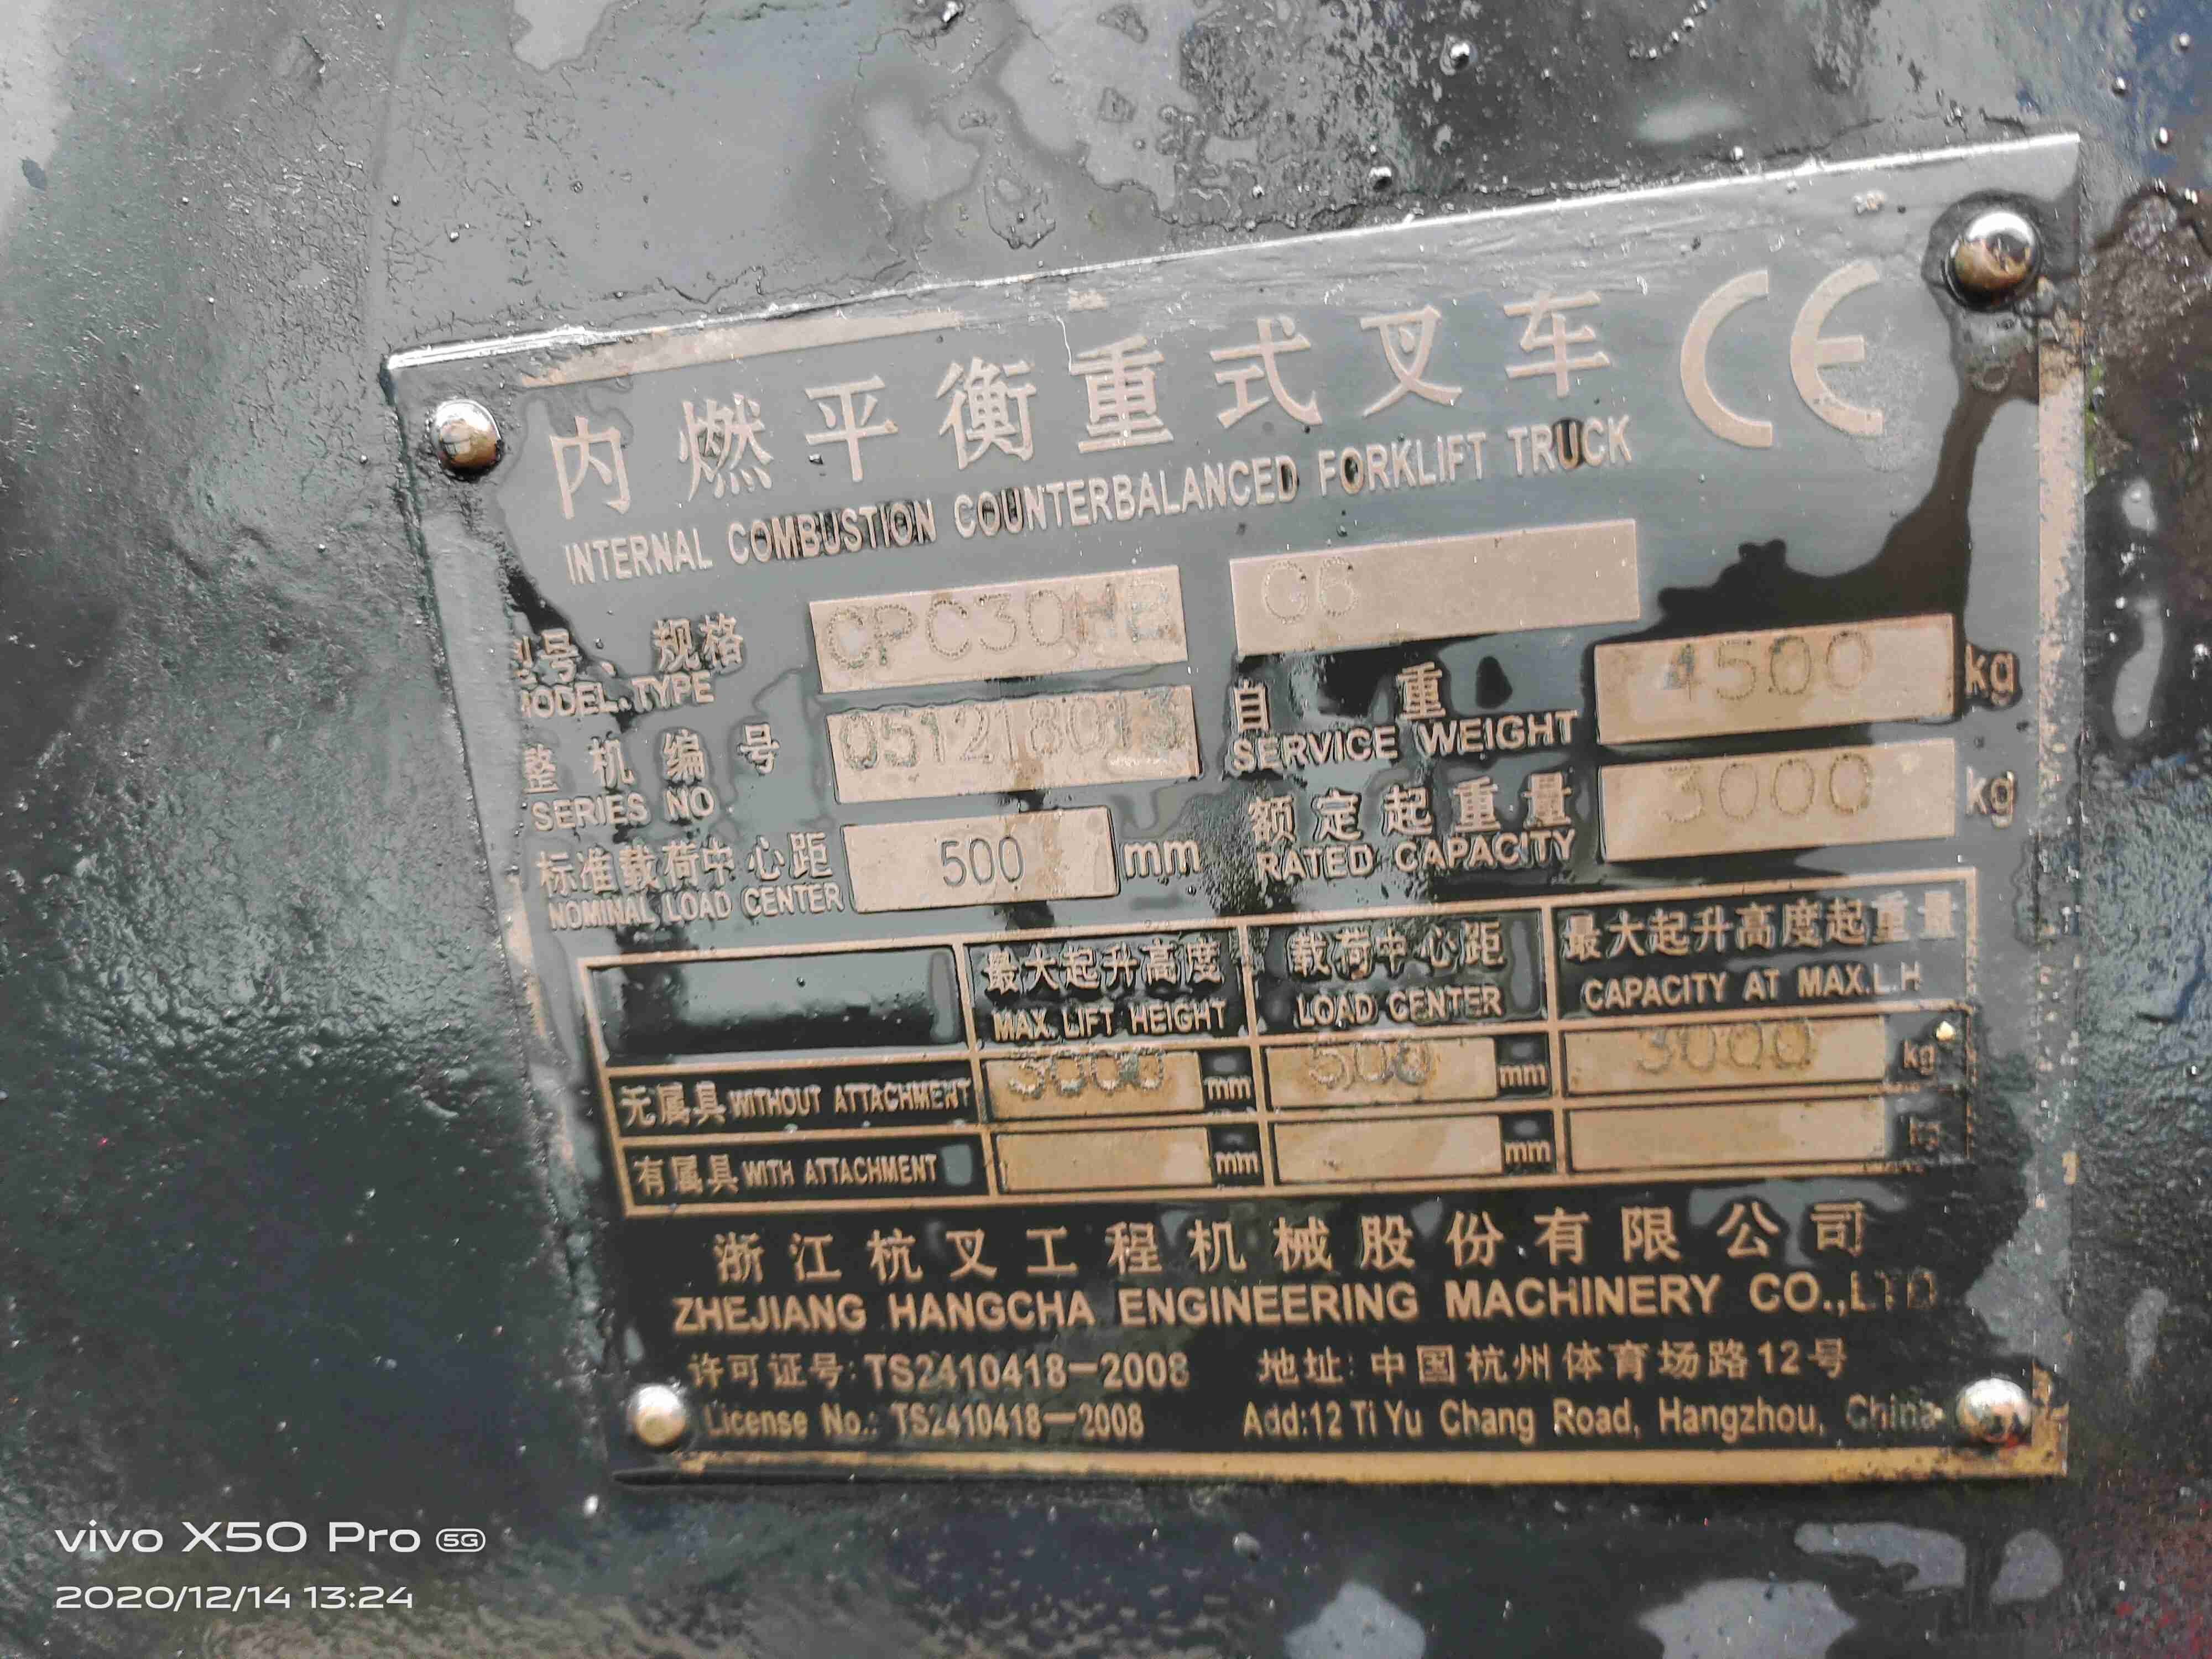 内燃平衡重式叉车 CE
INTERNAL COMBUSTION COUNTERBALANCED FORKLIFT TRUCK
型号、规格 CPC30HB G6
MODEL.TYPE
整机编号 051218013 自重 4500 kg
SERIES NO SERVICE WEIGHT
标准载荷中心距 500 mm 额定起重量 3000 kg
NOMINAL LOAD CENTER RATED CAPACITY
最大起升高度 载荷中心距 最大起升高度起重量
MAX. LIFT HEIGHT LOAD CENTER CAPACITY AT MAX.L.H
无属具 WITHOUT ATTACHMENT 3000 mm 500 mm 3000 kg
有属具 WITH ATTACHMENT mm mm kg
浙江杭叉工程机械股份有限公司
ZHEJIANG HANGCHA ENGINEERING MACHINERY CO.,LTD
许可证号: TS2410418-2008 地址: 中国杭州体育场路12号
License No.: TS2410418-2008 Add:12 Ti Yu Chang Road, Hangzhou, China
vivo X50 Pro 5G
2020/12/14 13:24